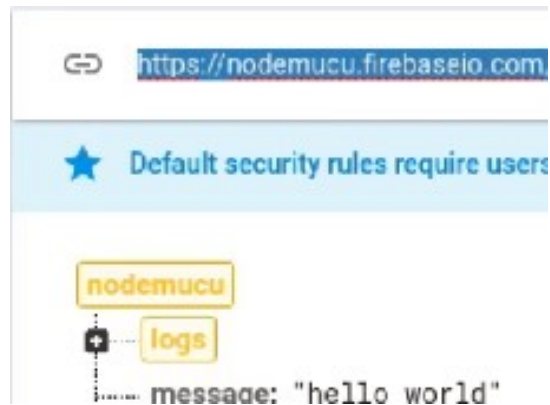 https://nodemucu.firebaseio.com,
Default security rules require users
nodemucu
logs
message: "hello world"